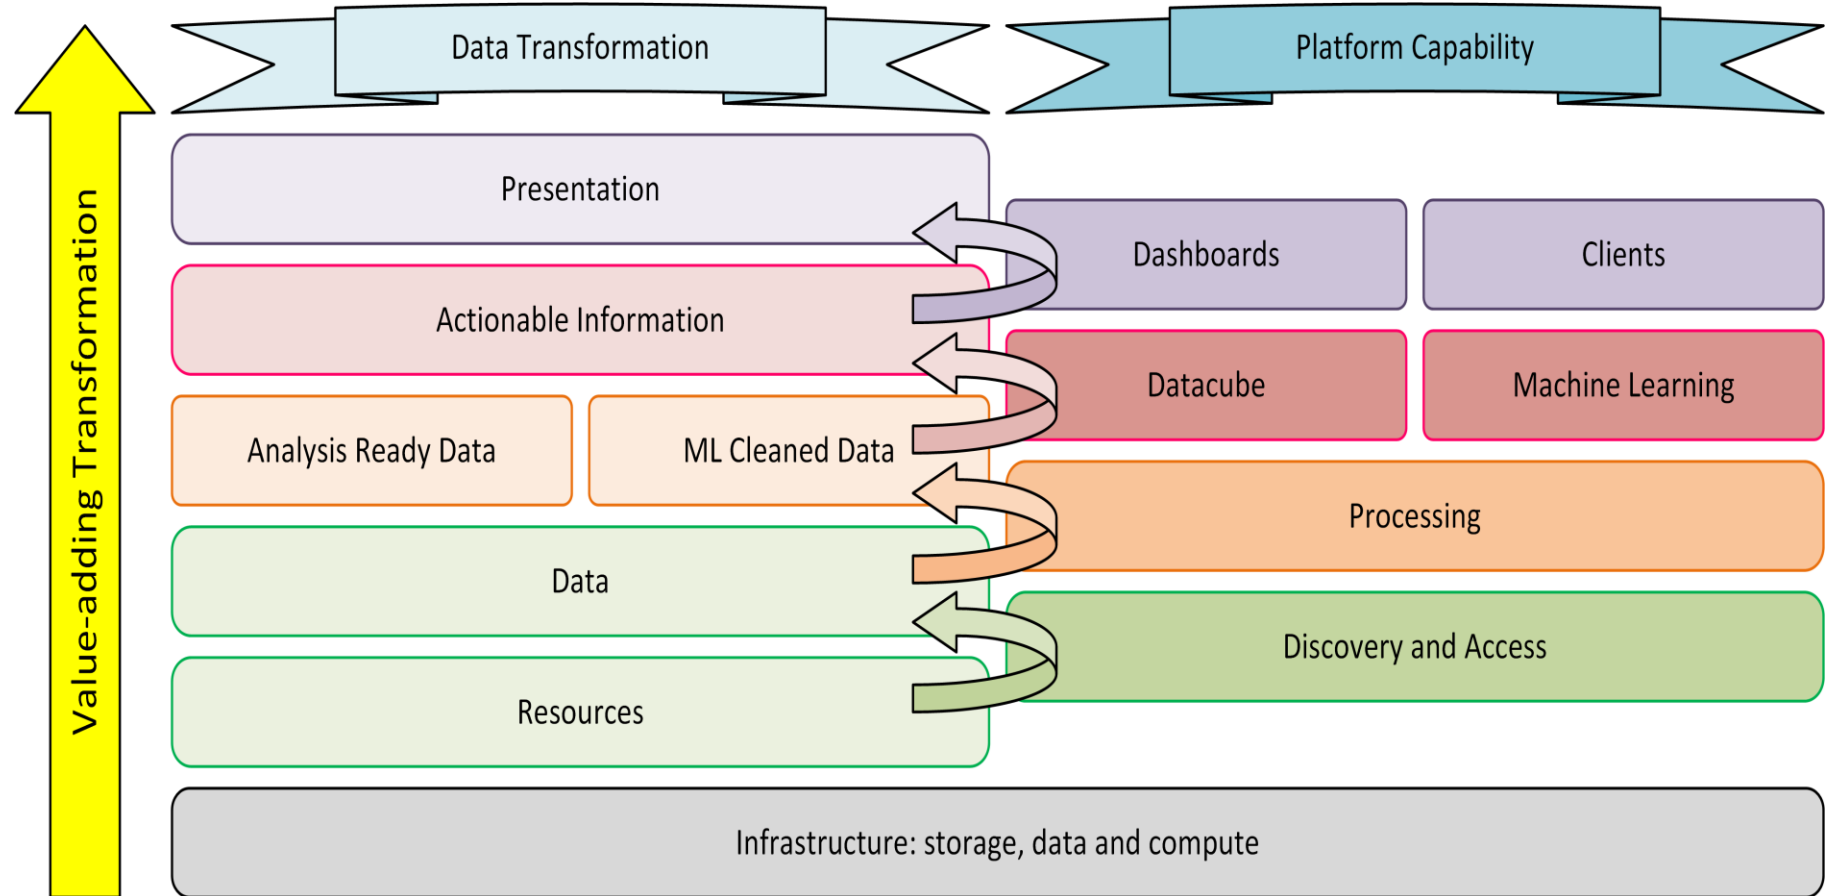 Data Transformation
Platform Capability
Value-adding Transformation
Presentation
Dashboards
Clients
Actionable Information
Datacube
Machine Learning
Analysis Ready Data
ML Cleaned Data
Processing
Data
Discovery and Access
Resources
Infrastructure: storage, data and compute